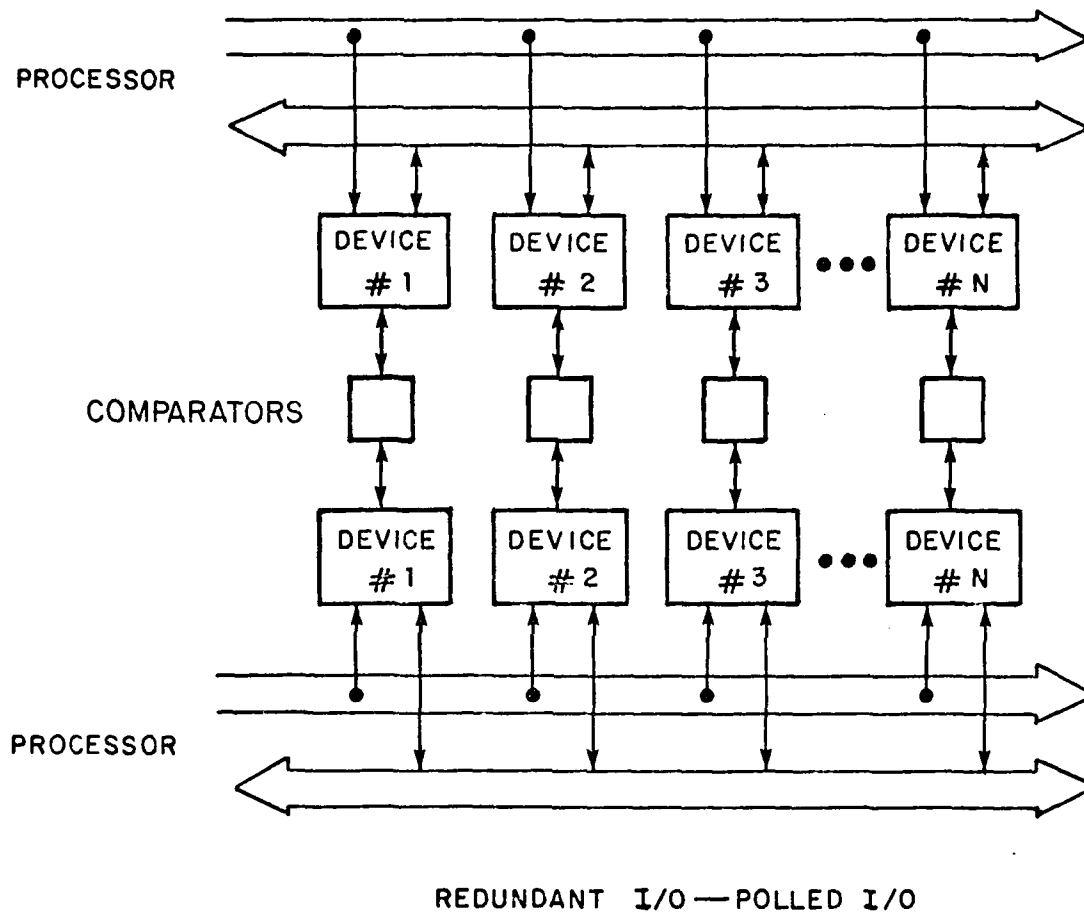 PROCESSOR
DEVICE DEVICE DEVICE DEVICE
#1 #2 #3 ••• #N
COMPARATORS
DEVICE DEVICE DEVICE DEVICE
#1 #2 #3 ••• #N
PROCESSOR
REDUNDANT I/O — POLLED I/O